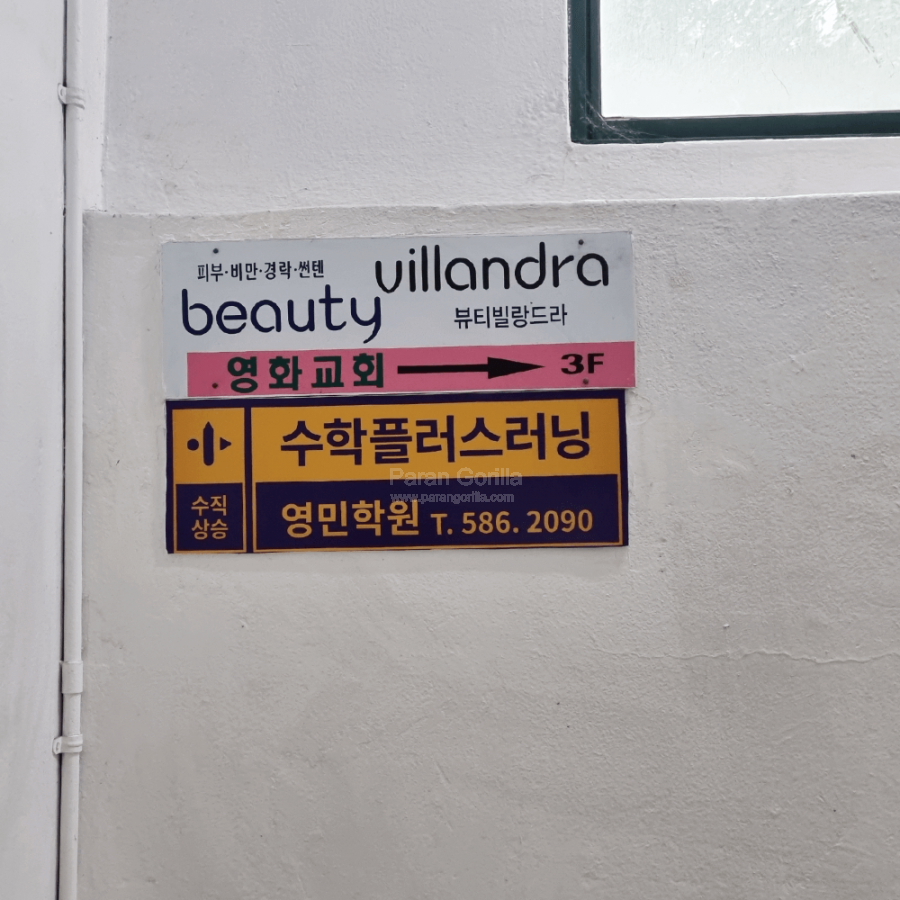 피부·비만·경락·썬텐
beauty villandra
뷰티빌랑드라
영화교회 3F
수학플러스러닝
수직
상승
영민학원 T. 586. 2090
Paran Gorilla
www.parangorilla.com